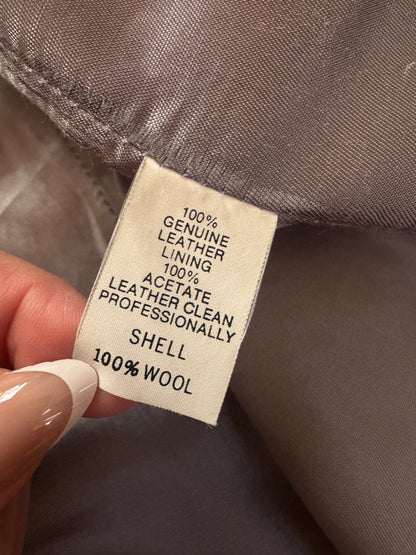 100%
GENUINE
LEATHER
LINING
100%
ACETATE
LEATHER CLEAN
PROFESSIONALLY
SHELL
100% WOOL